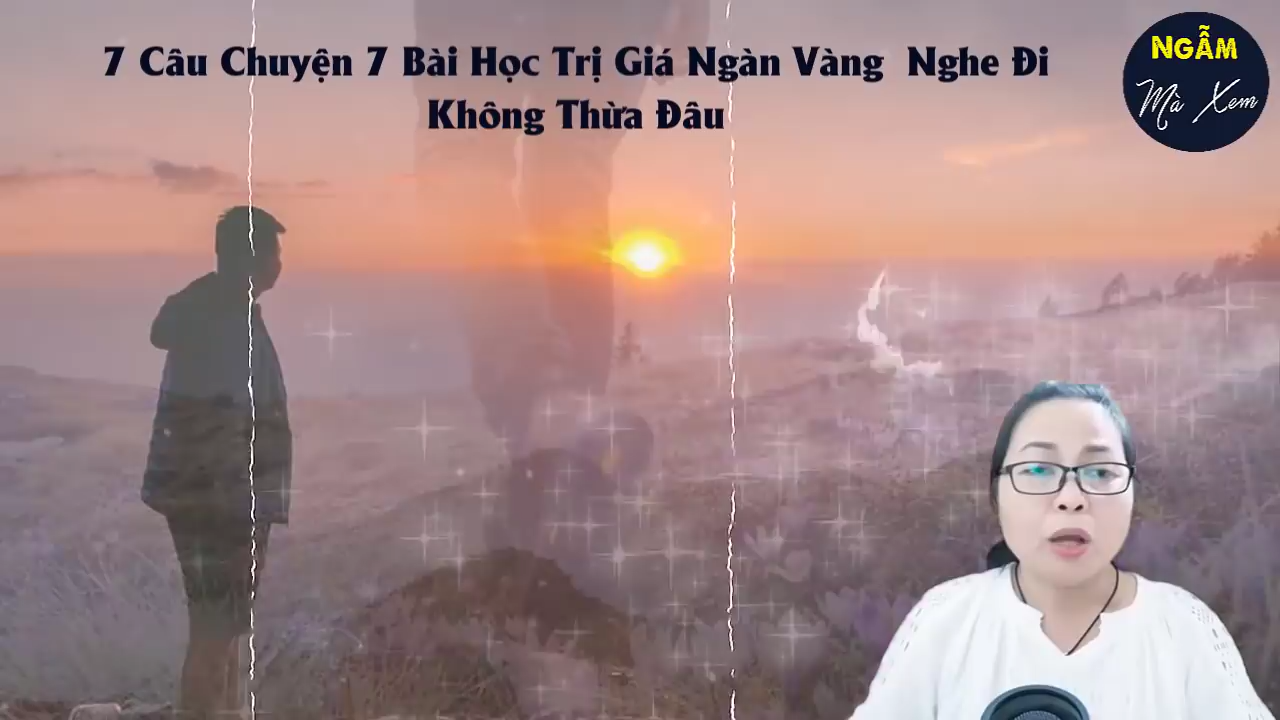 7 Câu Chuyện 7 Bài Học Trị Giá Ngàn Vàng Nghe Đi
Không Thừa Đâu
NGẪM
Mà Xem